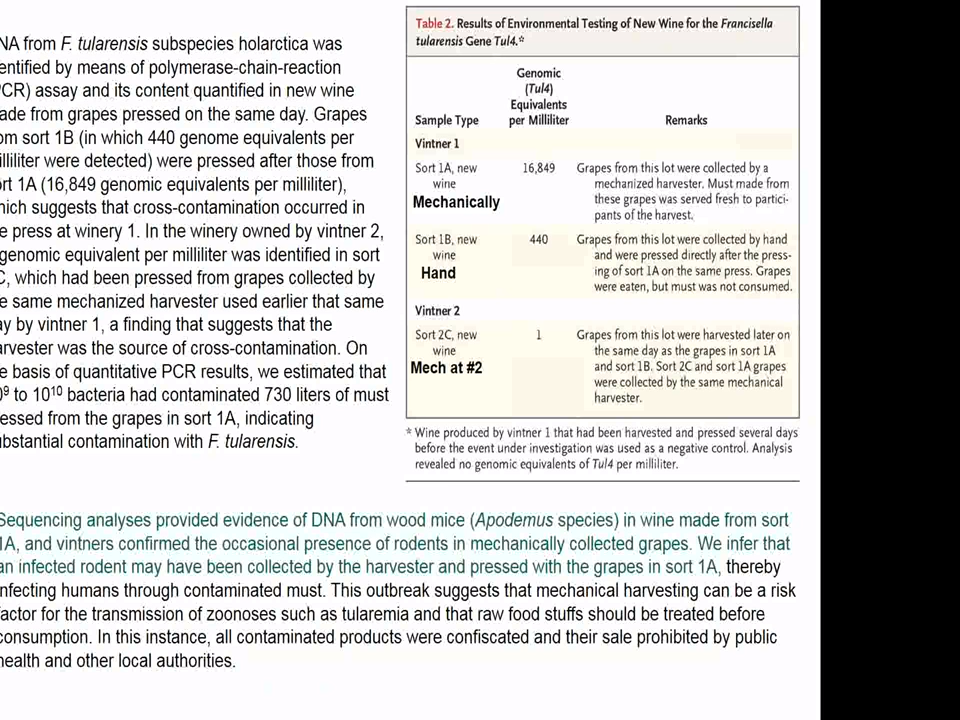 NA from F. tularensis subspecies holarctica was
entified by means of polymerase-chain-reaction
PCR) assay and its content quantified in new wine
ade from grapes pressed on the same day. Grapes
om sort 1B (in which 440 genome equivalents per
illiliter were detected) were pressed after those from
rt 1A (16,849 genomic equivalents per milliliter),
hich suggests that cross-contamination occurred in
e press at winery 1. In the winery owned by vintner 2,
genomic equivalent per milliliter was identified in sort
C, which had been pressed from grapes collected by
e same mechanized harvester used earlier that same
ay by vintner 1, a finding that suggests that the
arvester was the source of cross-contamination. On
e basis of quantitative PCR results, we estimated that
0⁹ to 10¹⁰ bacteria had contaminated 730 liters of must
essed from the grapes in sort 1A, indicating
ubstantial contamination with F. tularensis.
Table 2. Results of Environmental Testing of New Wine for the Francisella
tularensis Gene Tul4.*
Sample Type
Genomic
(Tul4)
Equivalents
per Milliliter
Remarks
Vintner 1
Sort 1A, new
wine
Mechanically
16,849
Grapes from this lot were collected by a
mechanized harvester. Must made from
these grapes was served fresh to partici-
pants of the harvest.
Sort 1B, new
wine
Hand
440
Grapes from this lot were collected by hand
and were pressed directly after the press-
ing of sort 1A on the same press. Grapes
were eaten, but must was not consumed.
Vintner 2
Sort 2C, new
wine
Mech at #2
1
Grapes from this lot were harvested later on
the same day as the grapes in sort 1A
and sort 1B. Sort 2C and sort 1A grapes
were collected by the same mechanical
harvester.
* Wine produced by vintner 1 that had been harvested and pressed several days
before the event under investigation was used as a negative control. Analysis
revealed no genomic equivalents of Tul4 per milliliter.
Sequencing analyses provided evidence of DNA from wood mice (Apodemus species) in wine made from sort
1A, and vintners confirmed the occasional presence of rodents in mechanically collected grapes. We infer that
an infected rodent may have been collected by the harvester and pressed with the grapes in sort 1A, thereby
infecting humans through contaminated must. This outbreak suggests that mechanical harvesting can be a risk
factor for the transmission of zoonoses such as tularemia and that raw food stuffs should be treated before
consumption. In this instance, all contaminated products were confiscated and their sale prohibited by public
health and other local authorities.